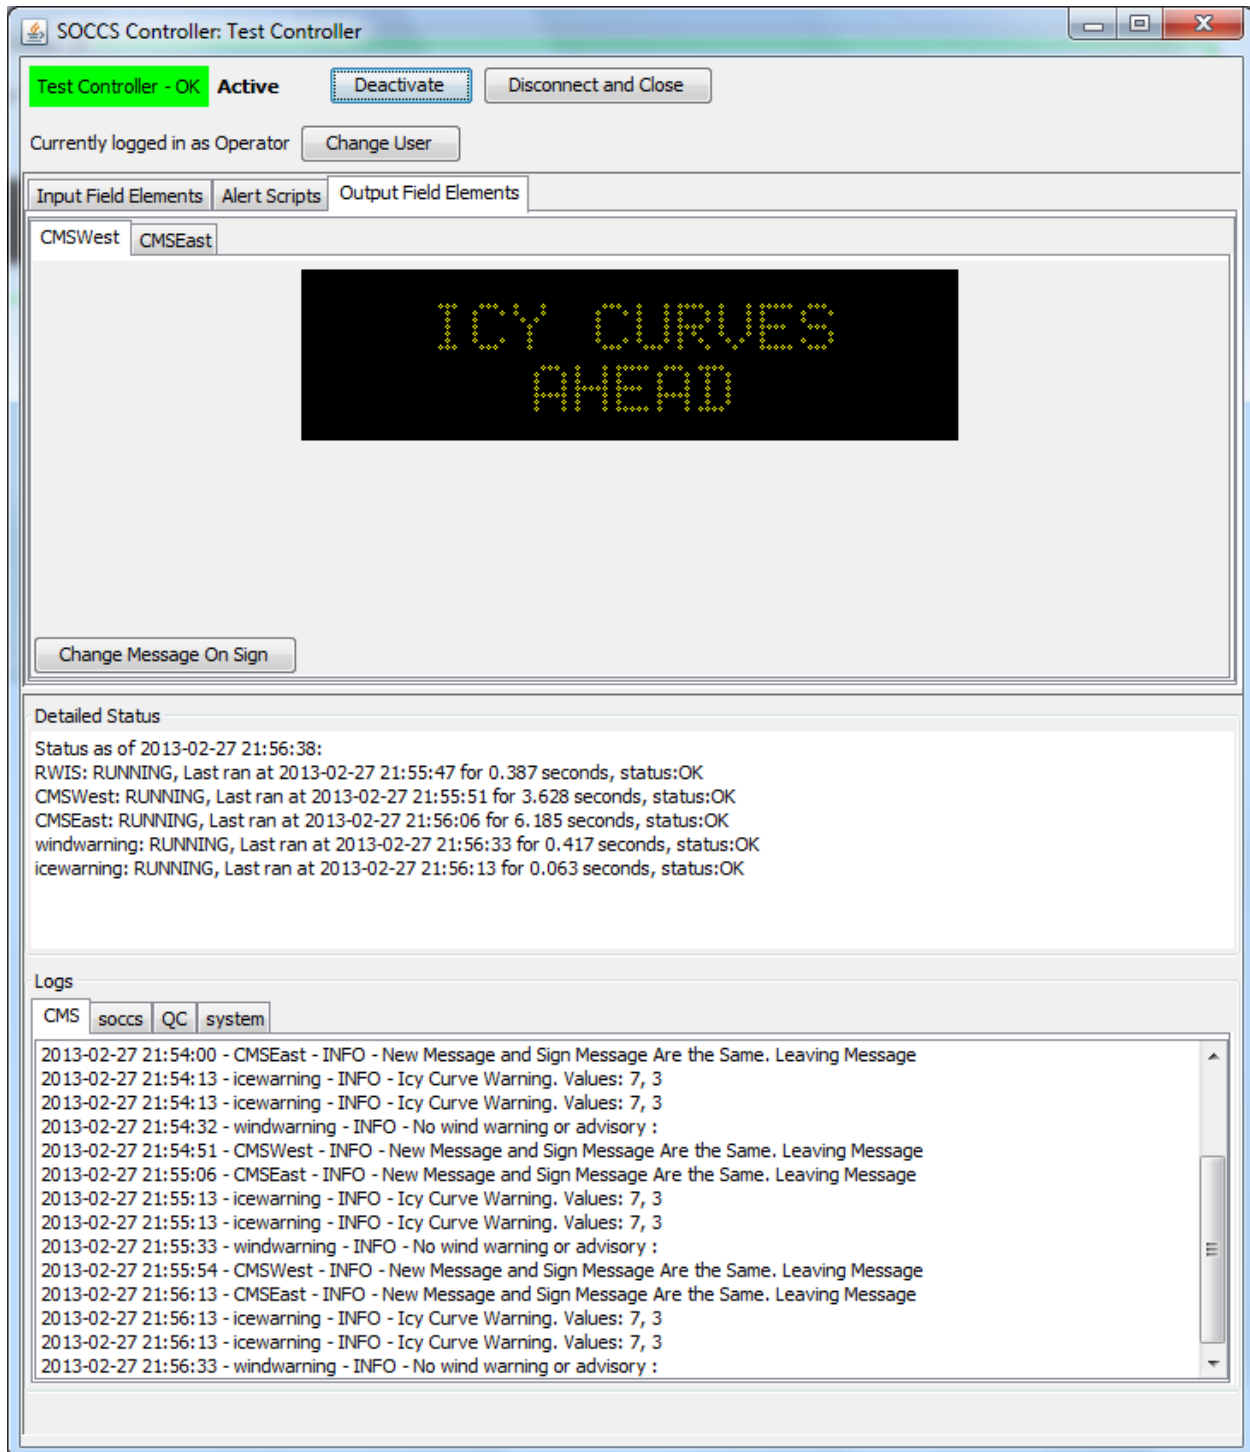 SOCCS Controller: Test Controller
Test Controller - OK Active Deactivate Disconnect and Close
Currently logged in as Operator Change User
Input Field Elements Alert Scripts Output Field Elements
CMSWest CMSEast
ICY CURVES
AHEAD
Change Message On Sign
Detailed Status
Status as of 2013-02-27 21:56:38:
RWIS: RUNNING, Last ran at 2013-02-27 21:55:47 for 0.387 seconds, status:OK
CMSWest: RUNNING, Last ran at 2013-02-27 21:55:51 for 3.628 seconds, status:OK
CMSEast: RUNNING, Last ran at 2013-02-27 21:56:06 for 6.185 seconds, status:OK
windwarning: RUNNING, Last ran at 2013-02-27 21:56:33 for 0.417 seconds, status:OK
icewarning: RUNNING, Last ran at 2013-02-27 21:56:13 for 0.063 seconds, status:OK
Logs
CMS soccs QC system
2013-02-27 21:54:00 - CMSEast - INFO - New Message and Sign Message Are the Same. Leaving Message
2013-02-27 21:54:13 - icewarning - INFO - Icy Curve Warning. Values: 7, 3
2013-02-27 21:54:13 - icewarning - INFO - Icy Curve Warning. Values: 7, 3
2013-02-27 21:54:32 - windwarning - INFO - No wind warning or advisory :
2013-02-27 21:54:51 - CMSWest - INFO - New Message and Sign Message Are the Same. Leaving Message
2013-02-27 21:55:06 - CMSEast - INFO - New Message and Sign Message Are the Same. Leaving Message
2013-02-27 21:55:13 - icewarning - INFO - Icy Curve Warning. Values: 7, 3
2013-02-27 21:55:13 - icewarning - INFO - Icy Curve Warning. Values: 7, 3
2013-02-27 21:55:33 - windwarning - INFO - No wind warning or advisory :
2013-02-27 21:55:54 - CMSWest - INFO - New Message and Sign Message Are the Same. Leaving Message
2013-02-27 21:56:13 - CMSEast - INFO - New Message and Sign Message Are the Same. Leaving Message
2013-02-27 21:56:13 - icewarning - INFO - Icy Curve Warning. Values: 7, 3
2013-02-27 21:56:13 - icewarning - INFO - Icy Curve Warning. Values: 7, 3
2013-02-27 21:56:33 - windwarning - INFO - No wind warning or advisory :